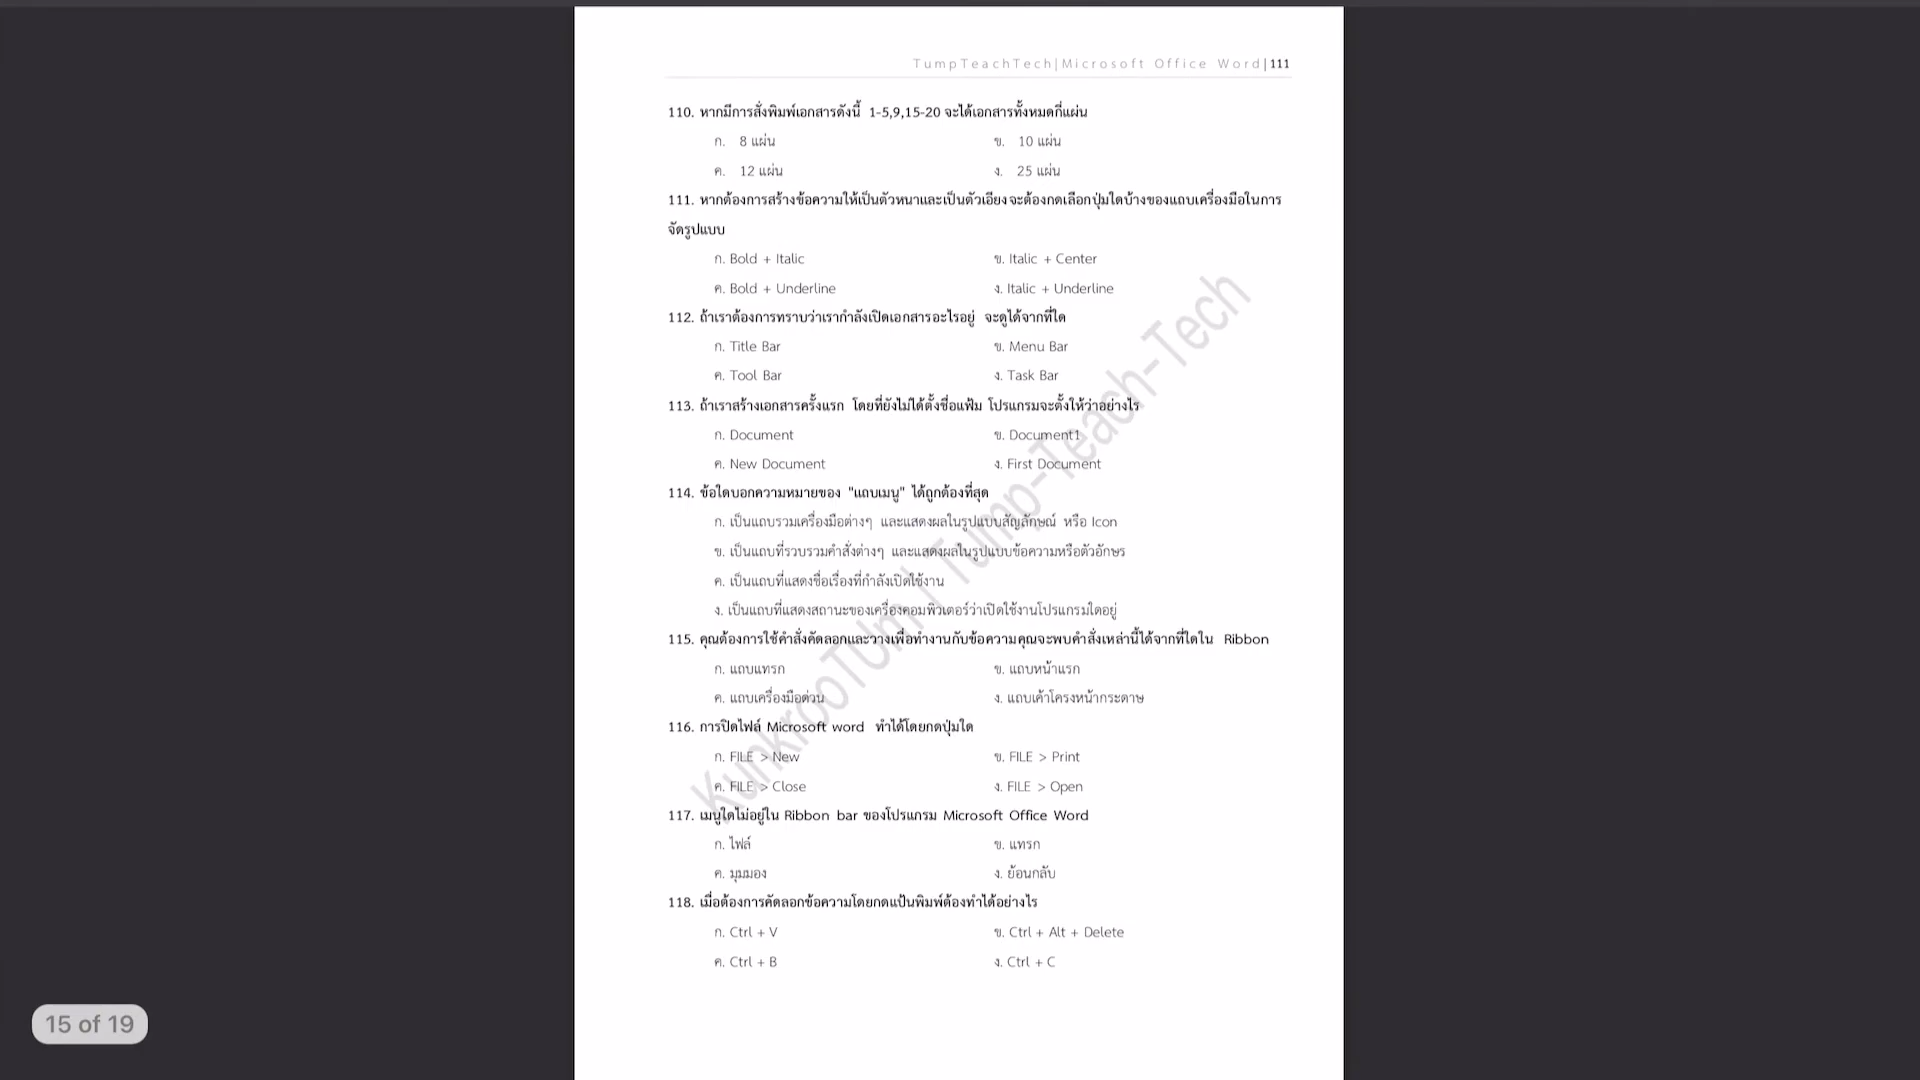 TumpTeachTech|Microsoft Office Word|111
110. หากมีการสั่งพิมพ์เอกสารดังนี้ 1-5,9,15-20 จะได้เอกสารทั้งหมดกี่แผ่น
ก. 8 แผ่น ข. 10 แผ่น
ค. 12 แผ่น ง. 25 แผ่น
111. หากต้องการสร้างข้อความให้เป็นตัวหนาและเป็นตัวเอียงจะต้องกดเลือกปุ่มใดบ้างของแถบเครื่องมือในการ
จัดรูปแบบ
ก. Bold + Italic ข. Italic + Center
ค. Bold + Underline ง. Italic + Underline
112. ถ้าเราต้องการทราบว่าเรากำลังเปิดเอกสารอะไรอยู่ จะดูได้จากที่ใด
ก. Title Bar ข. Menu Bar
ค. Tool Bar ง. Task Bar
113. ถ้าเราสร้างเอกสารครั้งแรก โดยที่ยังไม่ได้ตั้งชื่อแฟ้ม โปรแกรมจะตั้งให้ว่าอย่างไร
ก. Document ข. Document1
ค. New Document ง. First Document
114. ข้อใดบอกความหมายของ "แถบเมนู" ได้ถูกต้องที่สุด
ก. เป็นแถบรวมเครื่องมือต่างๆ และแสดงผลในรูปแบบสัญลักษณ์ หรือ Icon
ข. เป็นแถบที่รวบรวมคำสั่งต่างๆ และแสดงผลในรูปแบบข้อความหรือตัวอักษร
ค. เป็นแถบที่แสดงชื่อเรื่องที่กำลังเปิดใช้งาน
ง. เป็นแถบที่แสดงสถานะของเครื่องคอมพิวเตอร์ว่าเปิดใช้งานโปรแกรมใดอยู่
115. คุณต้องการใช้คำสั่งคัดลอกและวางเพื่อทำงานกับข้อความคุณจะพบคำสั่งเหล่านี้ได้จากที่ใดใน Ribbon
ก. แถบแทรก ข. แถบหน้าแรก
ค. แถบเครื่องมือด่วน ง. แถบเค้าโครงหน้ากระดาษ
116. การปิดไฟล์ Microsoft word ทำได้โดยกดปุ่มใด
ก. FILE > New ข. FILE > Print
ค. FILE > Close ง. FILE > Open
117. เมนูใดไม่อยู่ใน Ribbon bar ของโปรแกรม Microsoft Office Word
ก. ไฟล์ ข. แทรก
ค. มุมมอง ง. ย้อนกลับ
118. เมื่อต้องการคัดลอกข้อความโดยกดแป้นพิมพ์ต้องทำได้อย่างไร
ก. Ctrl + V ข. Ctrl + Alt + Delete
ค. Ctrl + B ง. Ctrl + C
KunkrooTUm | Tump-Teach-Tech
15 of 19